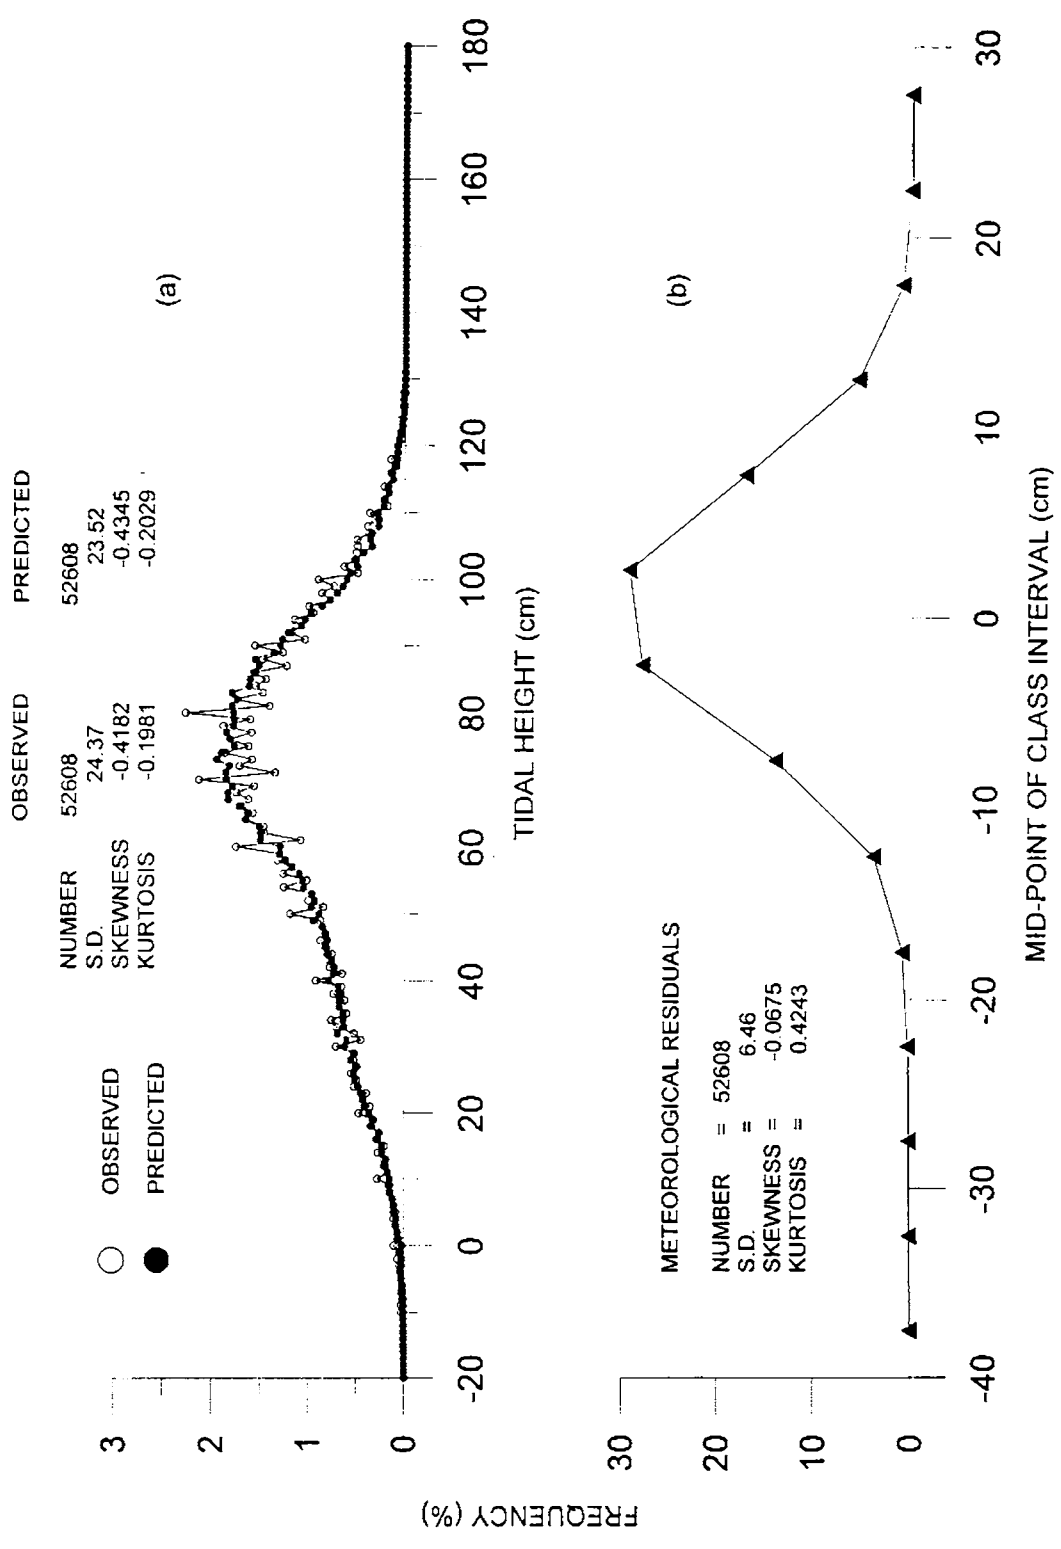 OBSERVED PREDICTED
NUMBER 52608 52608
S.D. 24.37 23.52
SKEWNESS -0.4182 -0.4345
KURTOSIS -0.1981 -0.2029
OBSERVED
PREDICTED
(a)
3
2
1
0
-20 0 20 40 60 80 100 120 140 160 180
TIDAL HEIGHT (cm)
FREQUENCY (%)
METEOROLOGICAL RESIDUALS
NUMBER = 52608
S.D. = 6.46
SKEWNESS = -0.0675
KURTOSIS = 0.4243
(b)
30
20
10
0
-40 -30 -20 -10 0 10 20 30
MID-POINT OF CLASS INTERVAL (cm)